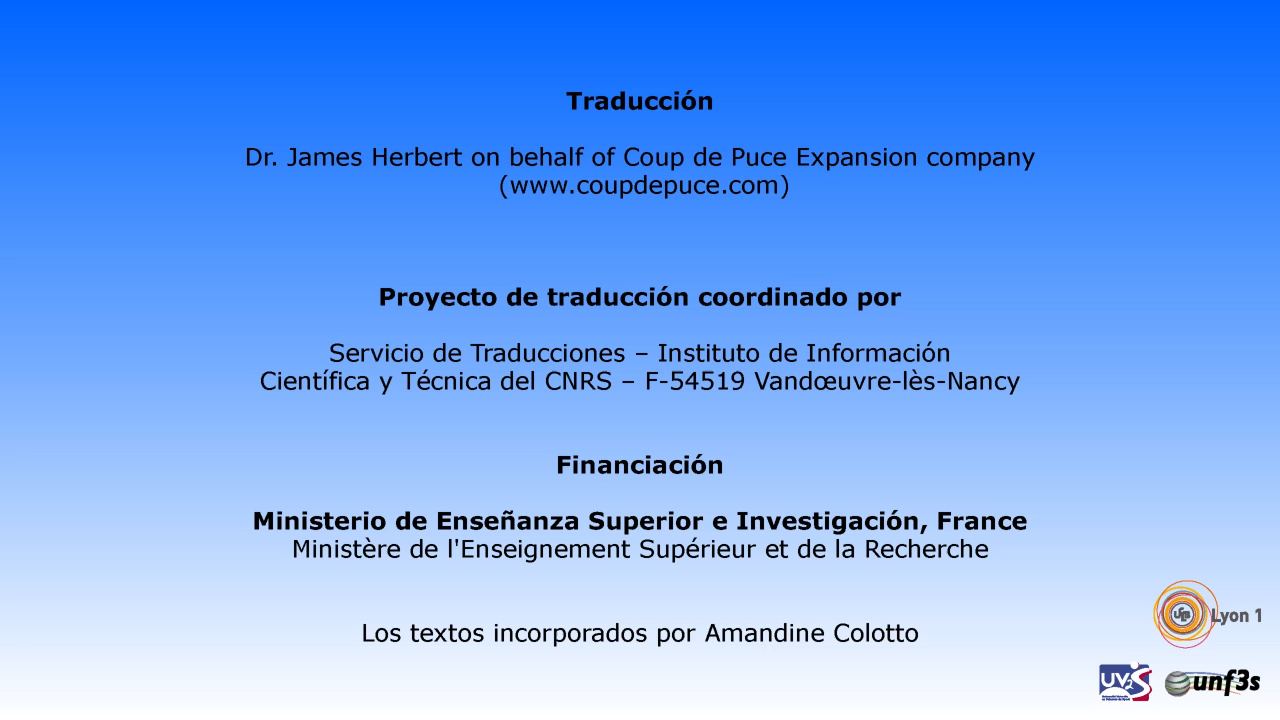 Traducción
Dr. James Herbert on behalf of Coup de Puce Expansion company
(www.coupdepuce.com)
Proyecto de traducción coordinado por
Servicio de Traducciones – Instituto de Información
Científica y Técnica del CNRS – F-54519 Vandœuvre-lès-Nancy
Financiación
Ministerio de Enseñanza Superior e Investigación, France
Ministère de l'Enseignement Supérieur et de la Recherche
Los textos incorporados por Amandine Colotto
Lyon 1
UV2S
unf3s